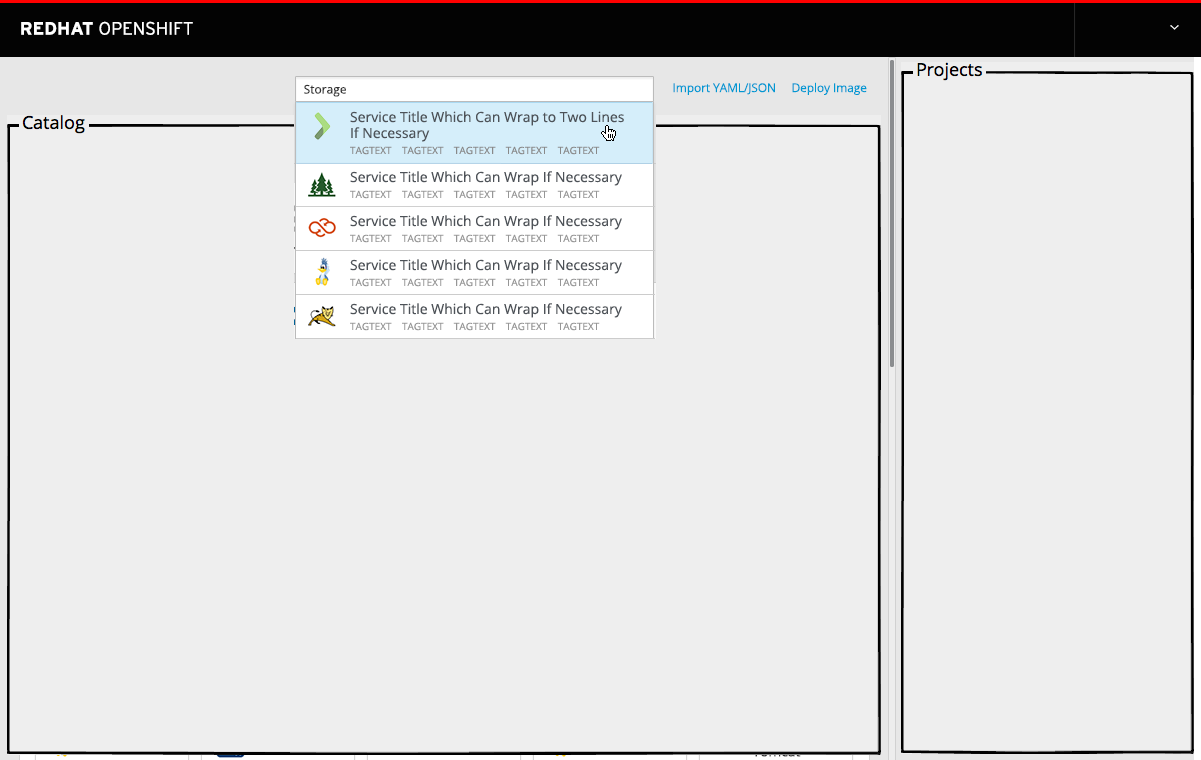 REDHAT OPENSHIFT
Storage
Import YAML/JSON Deploy Image
Projects
Catalog
Service Title Which Can Wrap to Two Lines
If Necessary
TAGTEXT TAGTEXT TAGTEXT TAGTEXT TAGTEXT
Service Title Which Can Wrap If Necessary
TAGTEXT TAGTEXT TAGTEXT TAGTEXT TAGTEXT
Service Title Which Can Wrap If Necessary
TAGTEXT TAGTEXT TAGTEXT TAGTEXT TAGTEXT
Service Title Which Can Wrap If Necessary
TAGTEXT TAGTEXT TAGTEXT TAGTEXT TAGTEXT
Service Title Which Can Wrap If Necessary
TAGTEXT TAGTEXT TAGTEXT TAGTEXT TAGTEXT